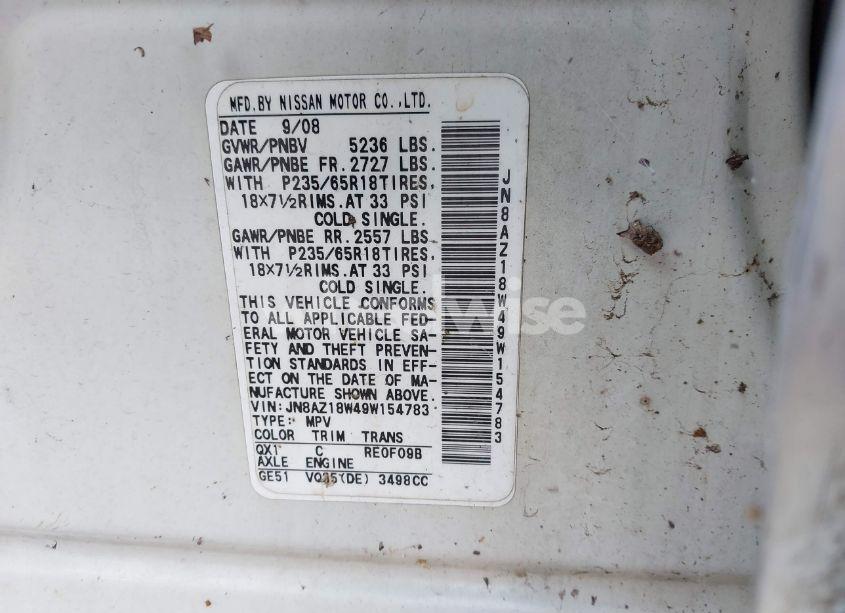 MFD.BY NISSAN MOTOR CO.,LTD.
DATE 9/08
GVWR/PNBV 5236 LBS.
GAWR/PNBE FR.2727 LBS.
WITH P235/65R18TIRES.
18×7½RIMS.AT 33 PSI
COLD SINGLE.
GAWR/PNBE RR.2557 LBS.
WITH P235/65R18TIRES.
18×7½RIMS.AT 33 PSI
COLD SINGLE.
THIS VEHICLE CONFORMS
TO ALL APPLICABLE FED-
ERAL MOTOR VEHICLE SA-
FETY AND THEFT PREVEN-
TION STANDARDS IN EFF-
ECT ON THE DATE OF MA-
NUFACTURE SHOWN ABOVE.
VIN: JN8AZ18W49W154783
TYPE: MPV
COLOR TRIM TRANS
QX1 C RE0F09B
AXLE ENGINE
GE51 VQ35(DE) 3498CC
JN8AZ18W49W154783